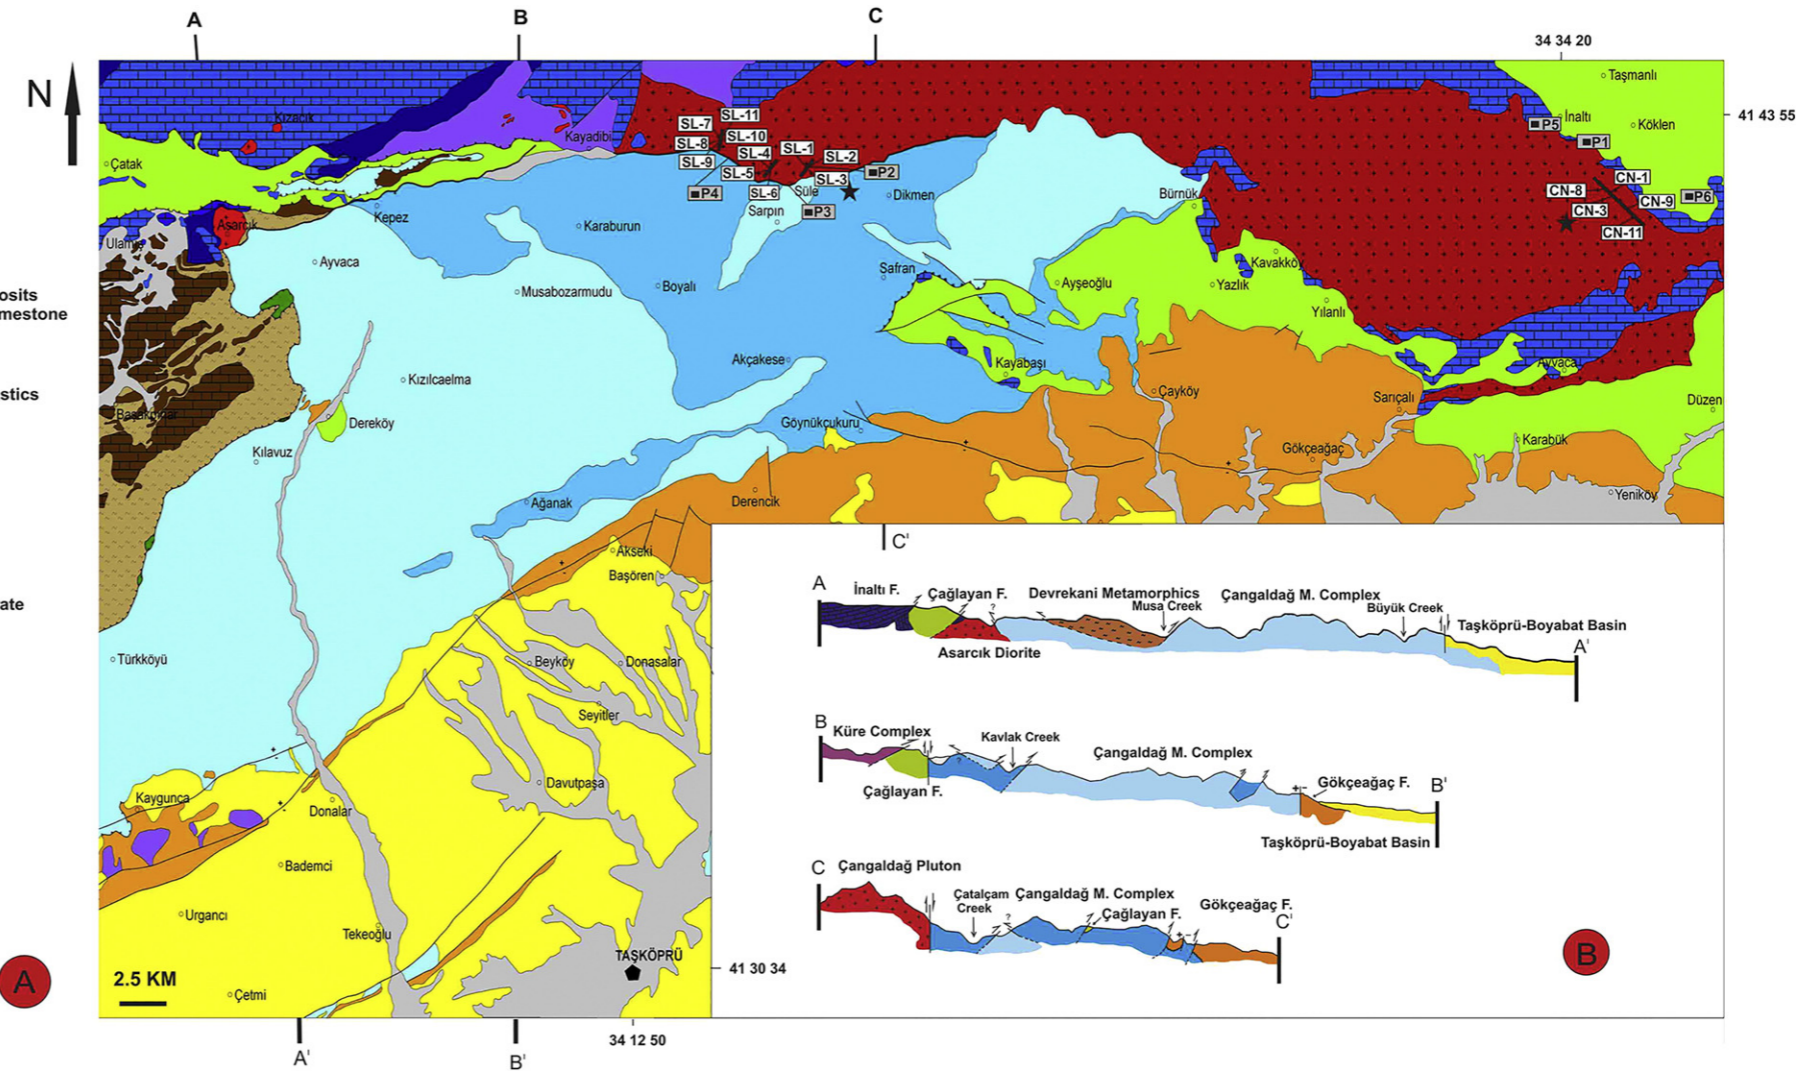 A
B
C
34 34 20
N
Taşmanlı
Kızacık
SL-7
SL-11
İnaltı
41 43 55
P5
Köklen
Kayadibi
SL-10
SL-8
P1
SL-4
SL-1
SL-2
Çatak
SL-9
SL-5
SL-3
P2
CN-1
P4
SL-6
Süle
Dikmen
Bürnük
CN-8
CN-9
P6
Sarpın
P3
CN-3
Kepez
Asarcık
Karaburun
CN-11
Ulamış
Ayvaca
Safran
Kavakköy
Musabozarmudu
Boyalı
Ayşeoğlu
Yazlık
osits
mestone
Yılanlı
Akçakese
Kayabaşı
Ayvaca
Kızılcaelma
stics
Çayköy
Sarıçalı
Düzen
Dereköy
Göynükçukuru
Karabük
Kılavuz
Gökçeağaç
Ağanak
Derencik
Yeniköy
C'
Akseki
Başören
ate
A
İnaltı F.
Çağlayan F.
Devrekani Metamorphics
Musa Creek
Çangaldağ M. Complex
Büyük Creek
Taşköprü-Boyabat Basin
A'
Asarcık Diorite
Türkköyü
Beyköy
Donasalar
Seyitler
B
Küre Complex
Kavlak Creek
Çangaldağ M. Complex
Gökçeağaç F.
B'
Çağlayan F.
Taşköprü-Boyabat Basin
Davutpaşa
Kaygunca
Donalar
Bademci
C
Çangaldağ Pluton
Çatalçam
Creek
Çangaldağ M. Complex
Çağlayan F.
Gökçeağaç F.
C'
Urgancı
Tekeoğlu
TAŞKÖPRÜ
41 30 34
A
2.5 KM
Çetmi
B
A'
B'
34 12 50